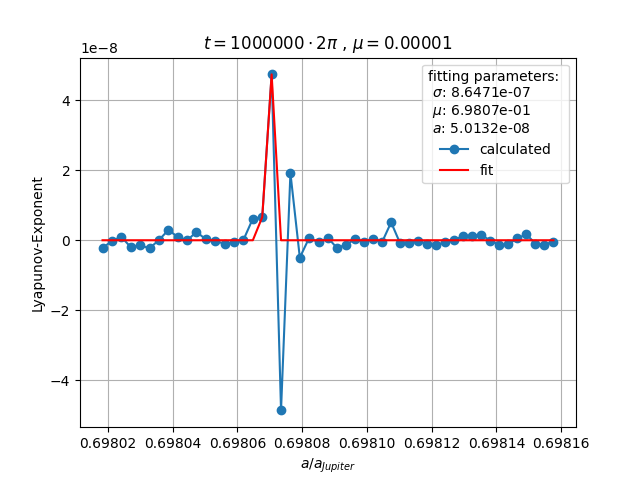 t = 1000000 · 2π , μ = 0.00001
1e−8
fitting parameters:
σ: 8.6471e-07
μ: 6.9807e-01
a: 5.0132e-08
calculated
fit
Lyapunov-Exponent
4
2
0
−2
−4
0.69802 0.69804 0.69806 0.69808 0.69810 0.69812 0.69814 0.69816
a/a_Jupiter